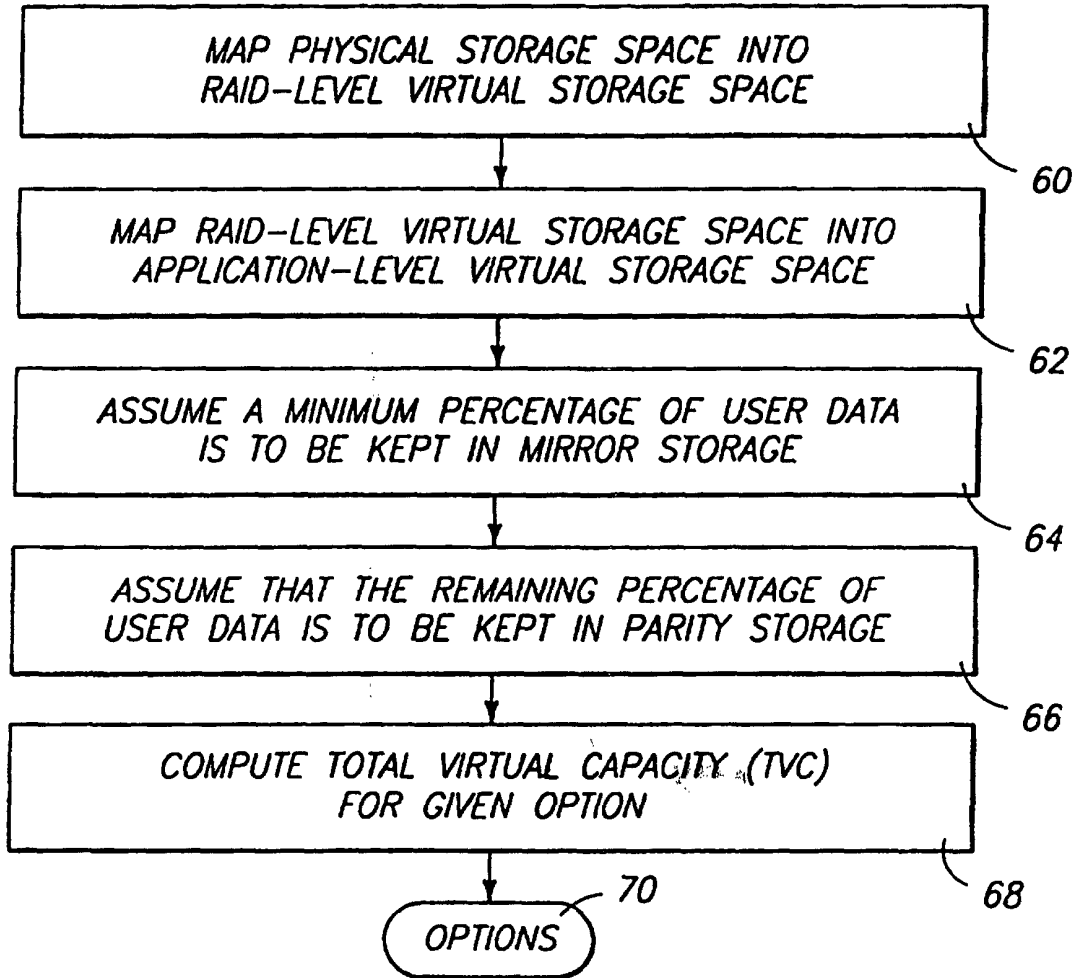 MAP PHYSICAL STORAGE SPACE INTO
RAID-LEVEL VIRTUAL STORAGE SPACE
60
MAP RAID-LEVEL VIRTUAL STORAGE SPACE INTO
APPLICATION-LEVEL VIRTUAL STORAGE SPACE
62
ASSUME A MINIMUM PERCENTAGE OF USER DATA
IS TO BE KEPT IN MIRROR STORAGE
64
ASSUME THAT THE REMAINING PERCENTAGE OF
USER DATA IS TO BE KEPT IN PARITY STORAGE
66
COMPUTE TOTAL VIRTUAL CAPACITY (TVC)
FOR GIVEN OPTION
68
70
OPTIONS